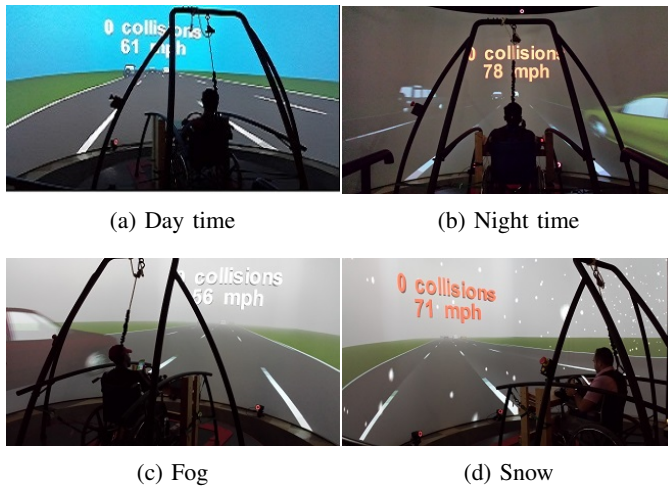 0 collisions
61 mph
0 collisions
78 mph
(a) Day time
(b) Night time
collisions
56 mph
0 collisions
71 mph
(c) Fog
(d) Snow